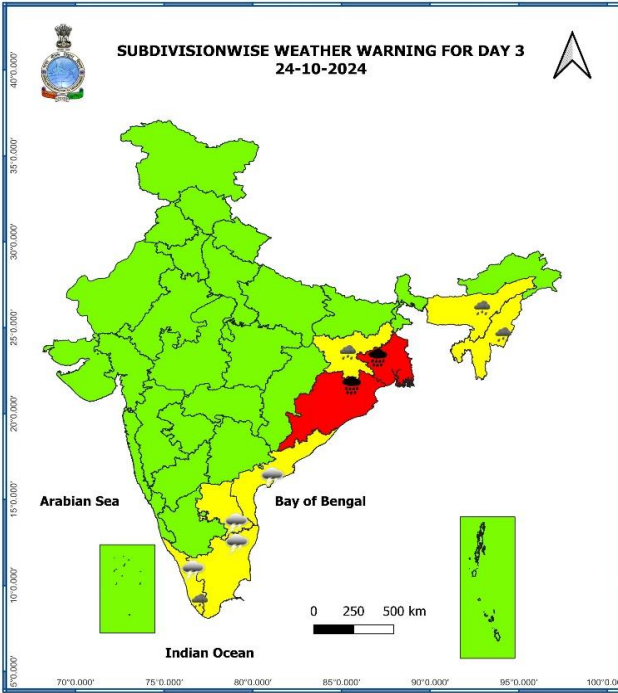 SUBDIVISIONWISE WEATHER WARNING FOR DAY 3
24-10-2024
40°0.000'
35°0.000'
30°0.000'
25°0.000'
20°0.000'
15°0.000'
10°0.000'
5°0.000'
Arabian Sea
Bay of Bengal
0 250 500 km
Indian Ocean
70°0.000' 75°0.000' 80°0.000' 85°0.000' 90°0.000' 95°0.000' 100°0.